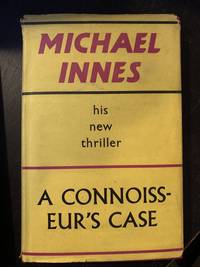 MICHAEL
INNES
his
new
thriller
A CONNOISS-
EUR'S CASE